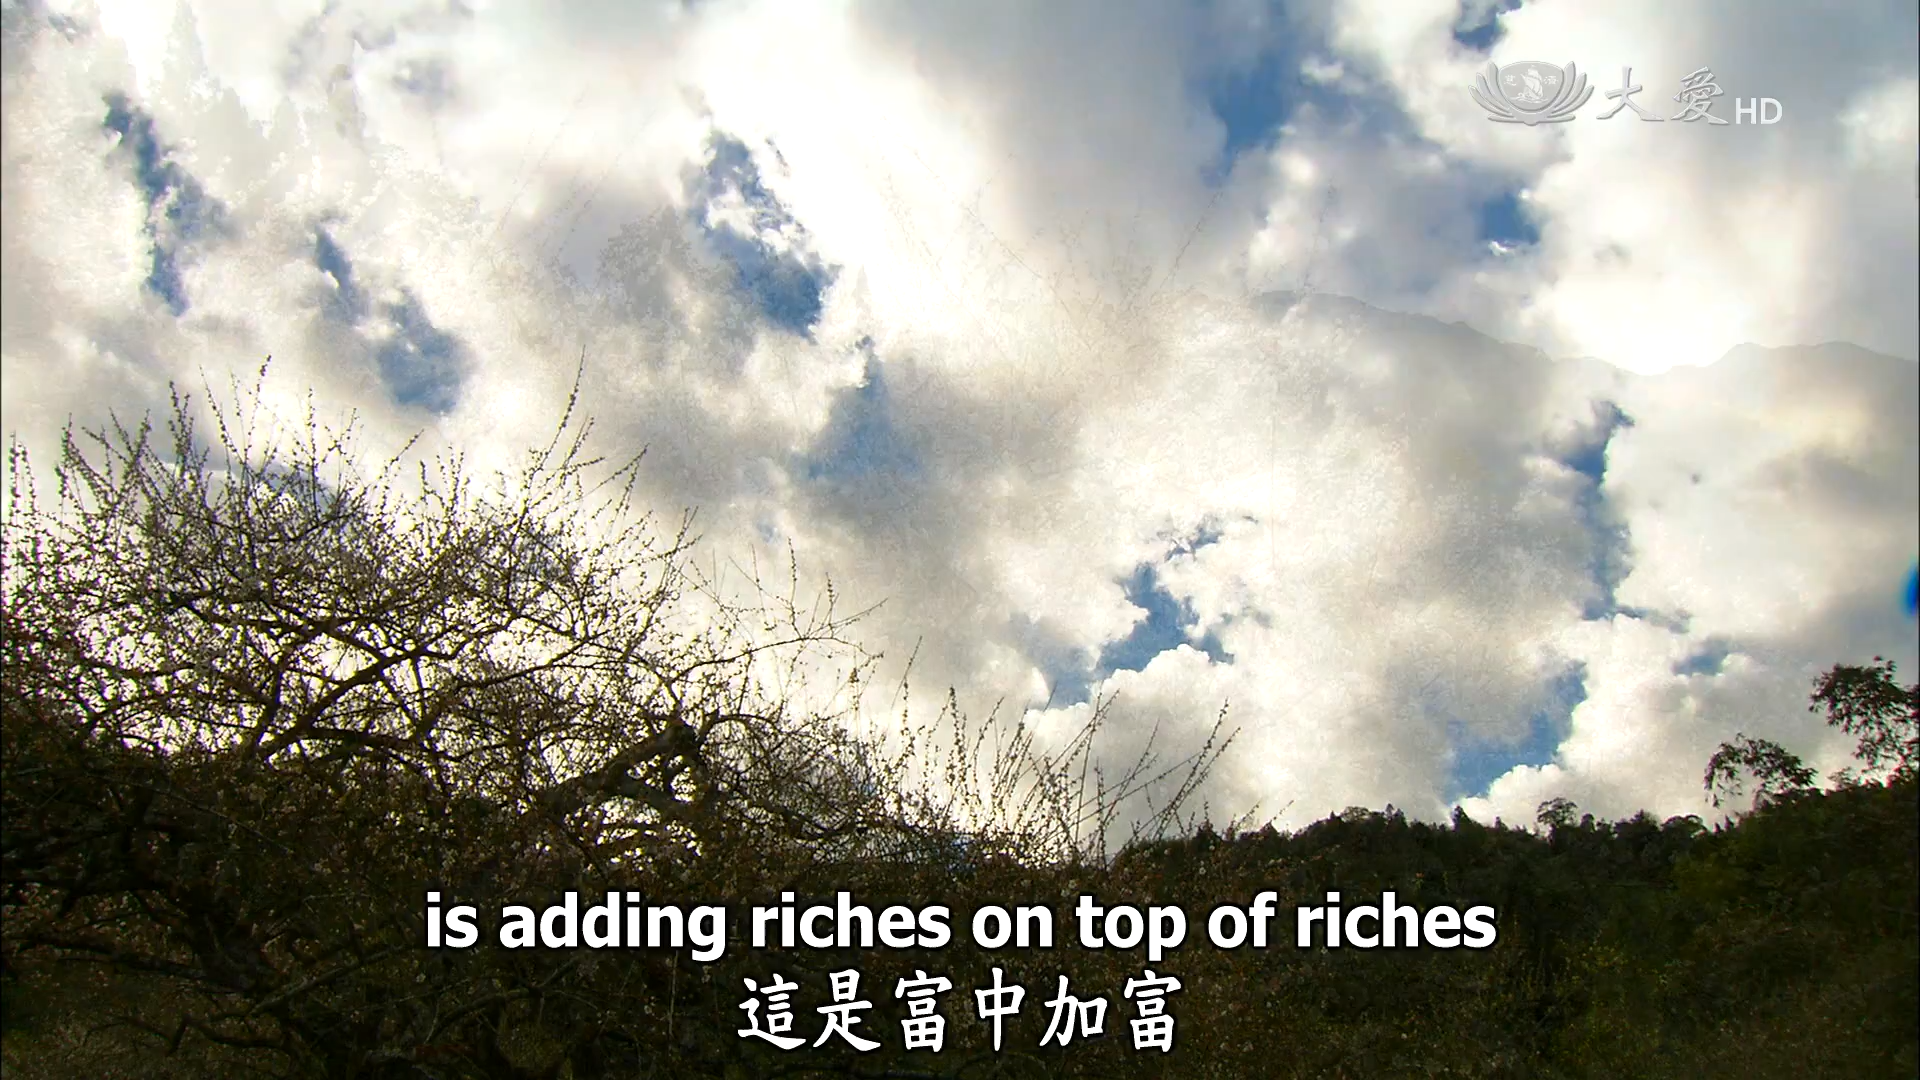 大愛HD
is adding riches on top of riches
這是富中加富